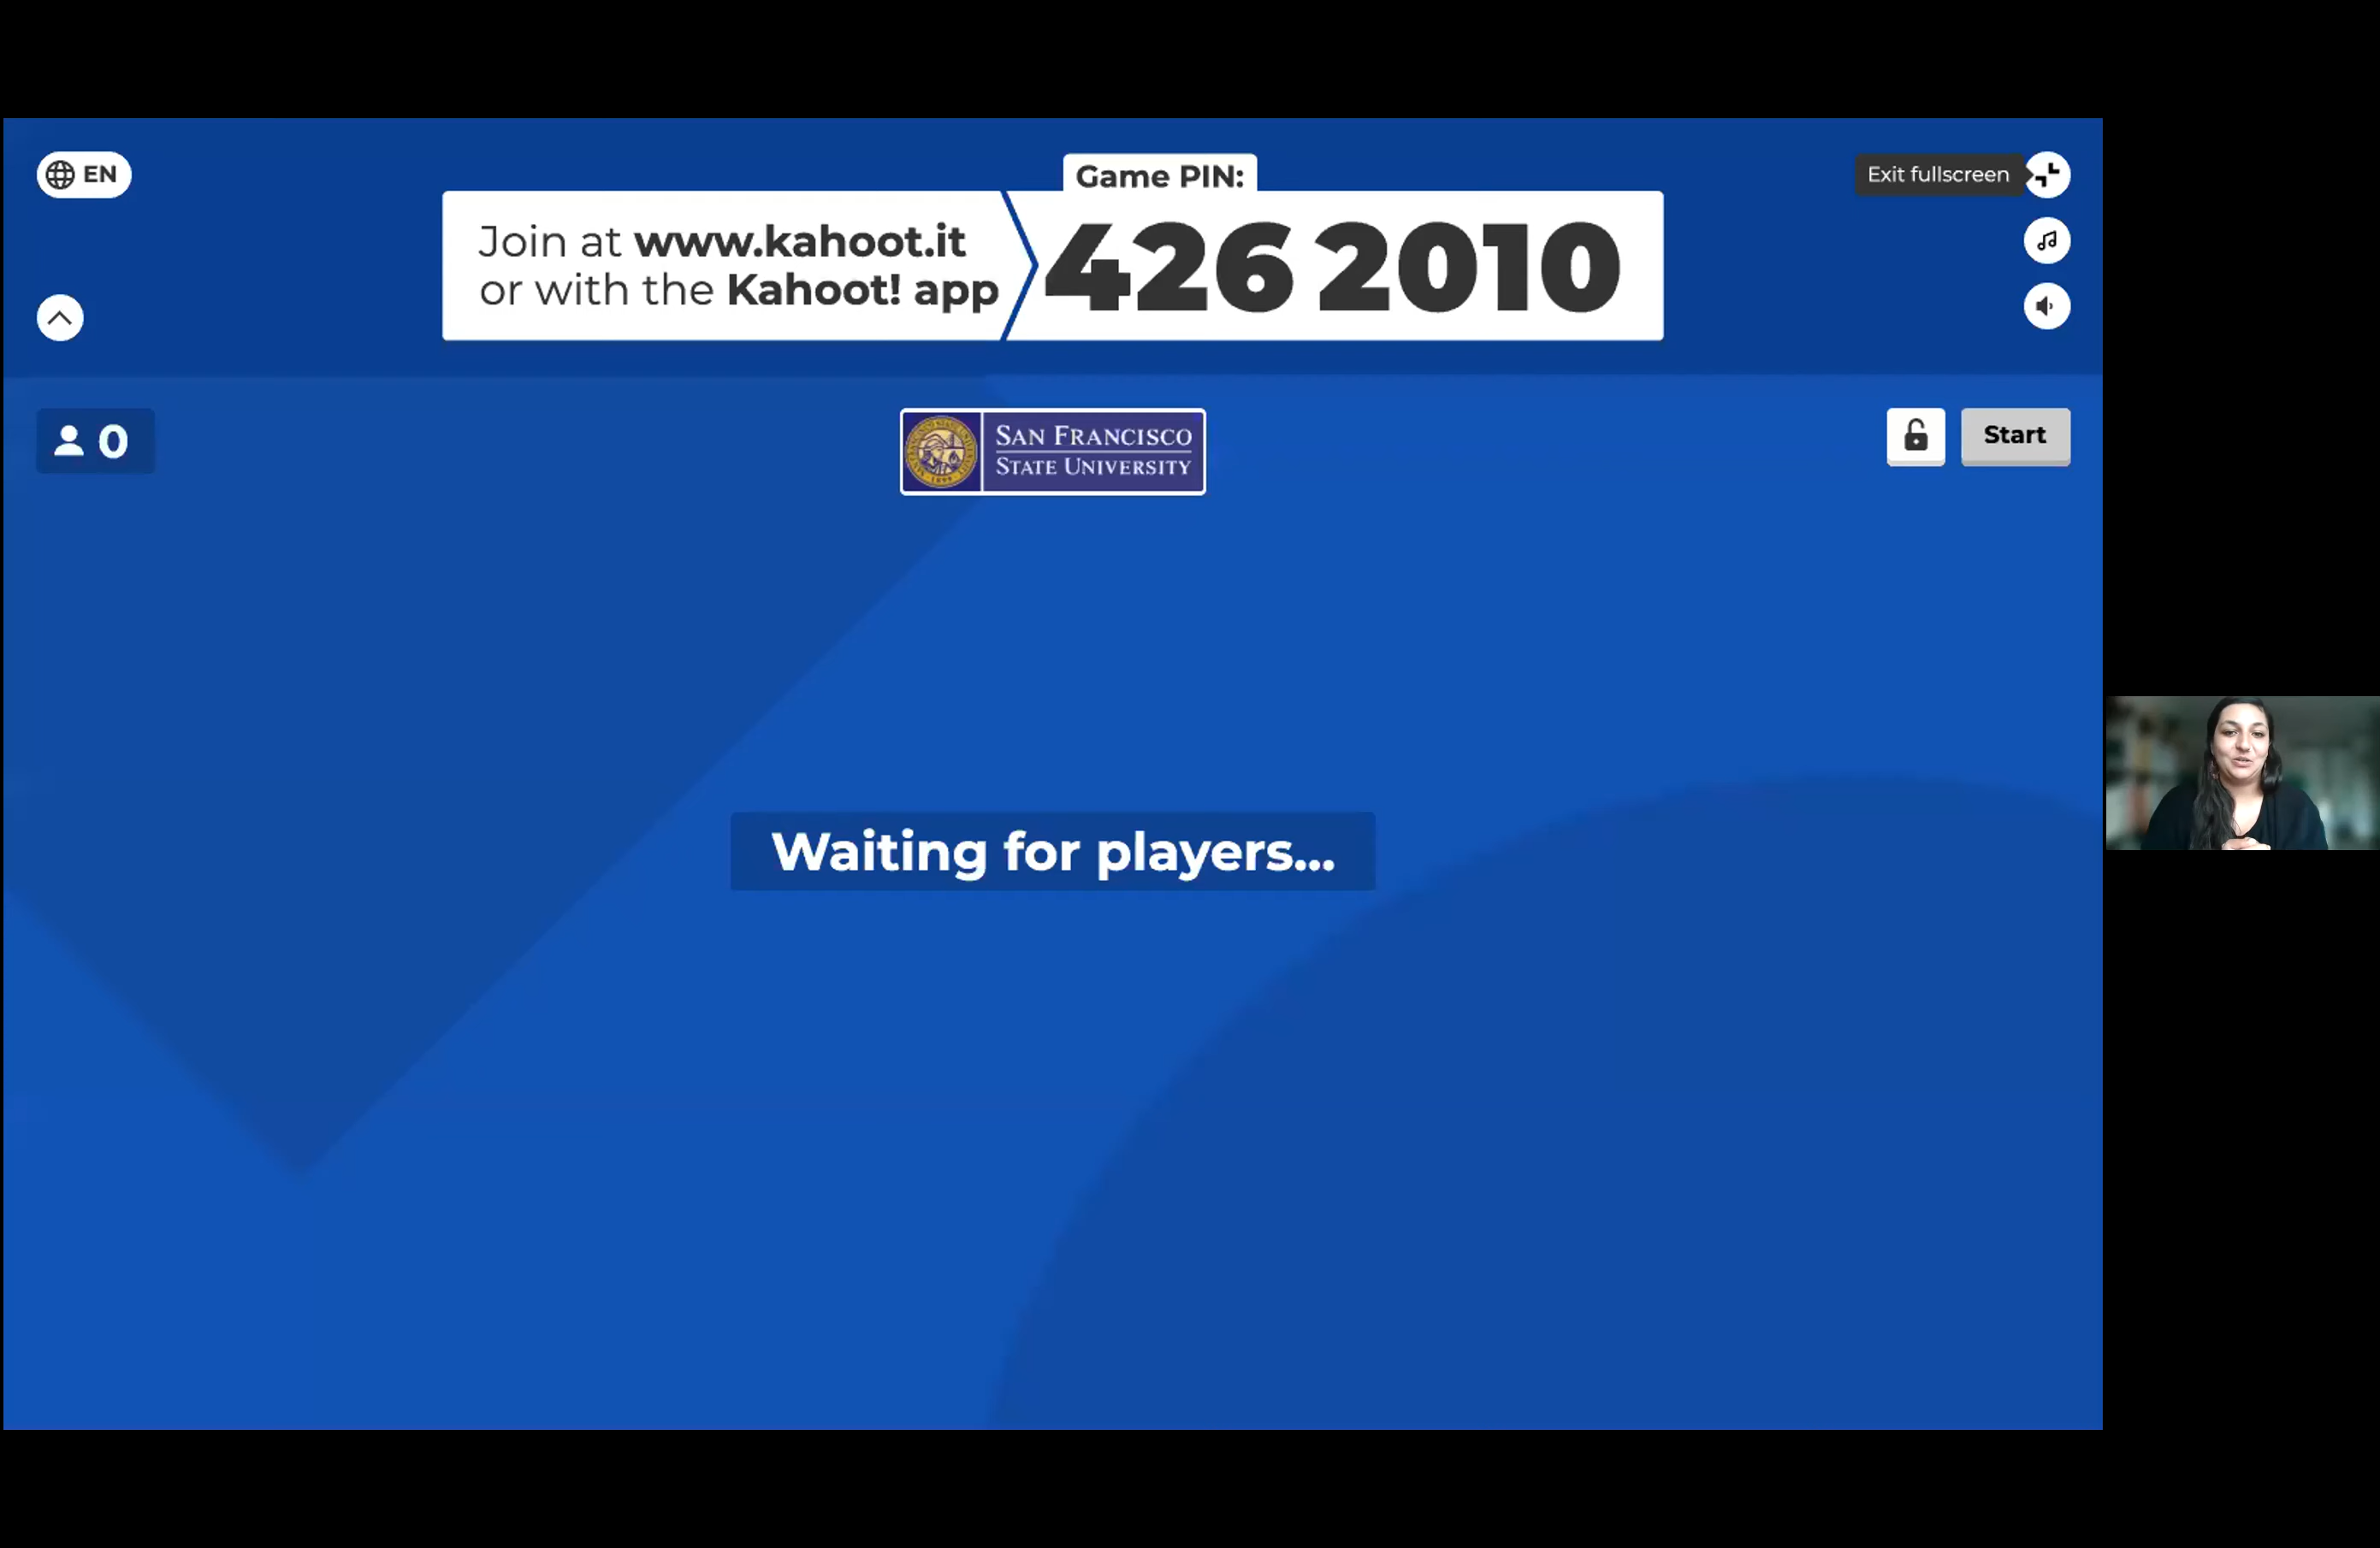 EN
Game PIN:
Exit fullscreen
Join at www.kahoot.it
or with the Kahoot! app
426 2010
0
SAN FRANCISCO
STATE UNIVERSITY
Start
Waiting for players...